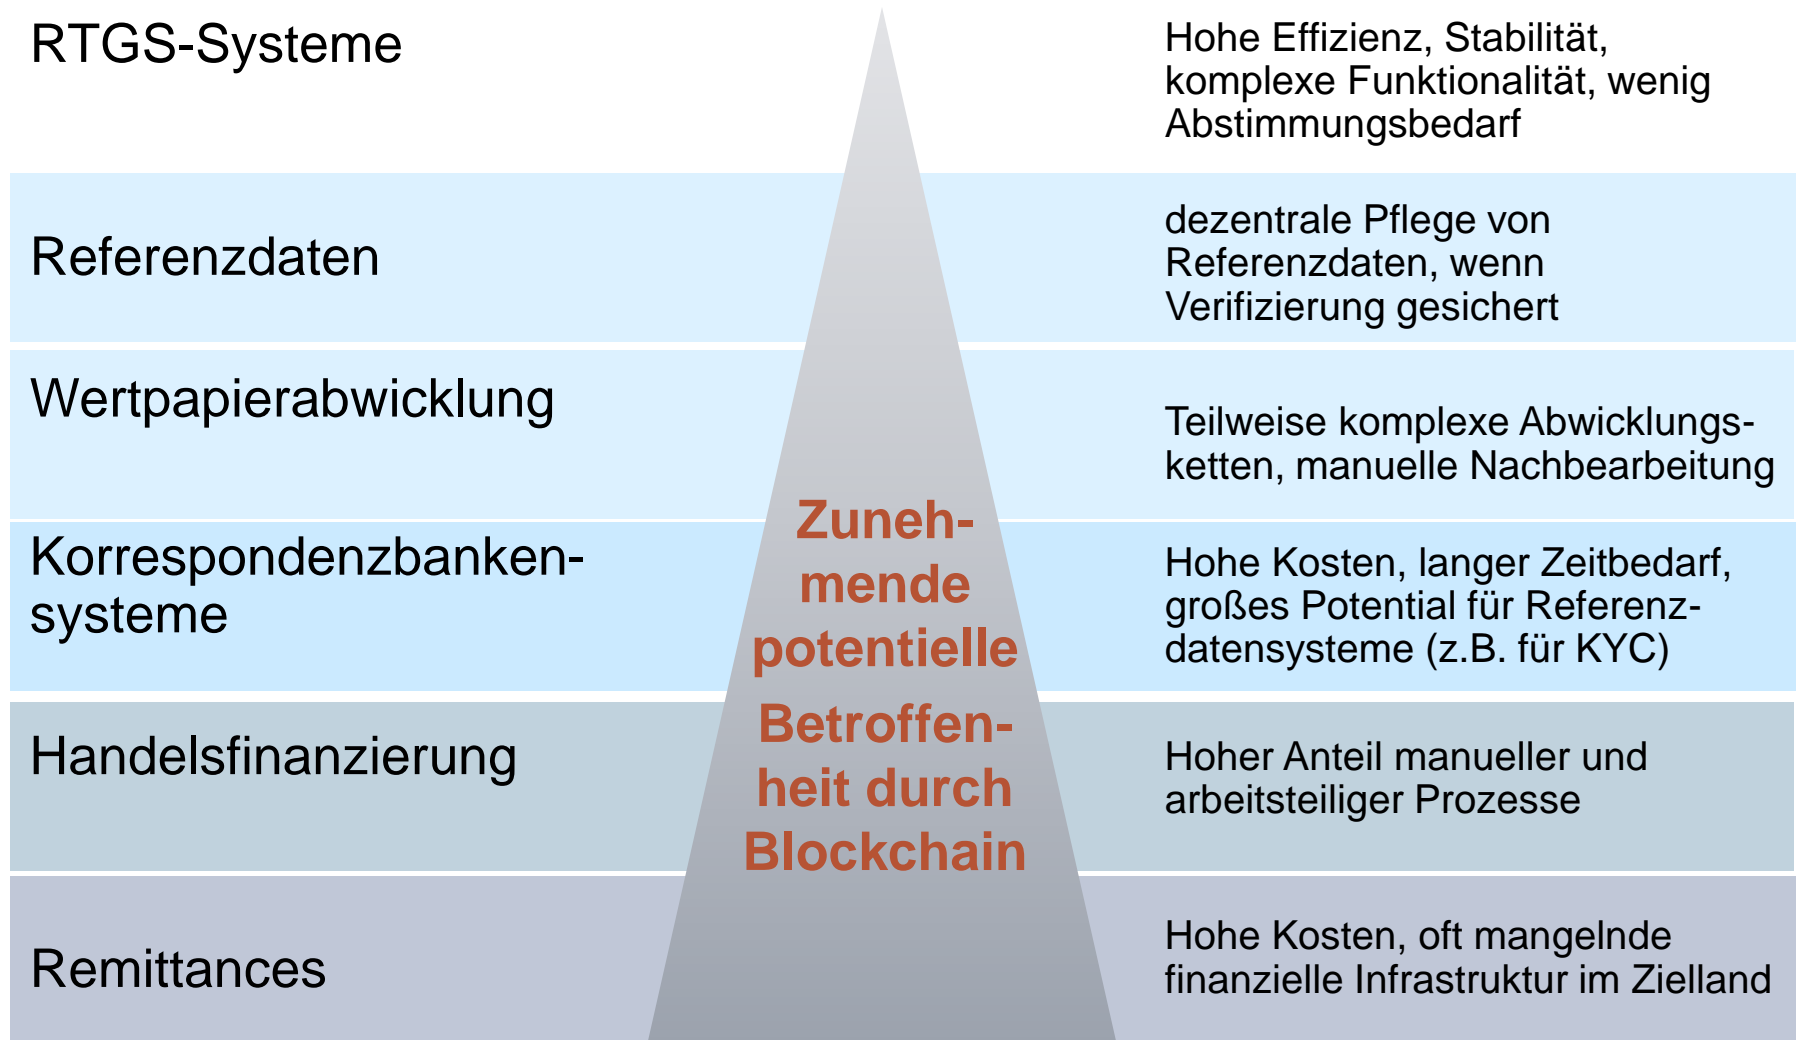 RTGS-Systeme
Hohe Effizienz, Stabilität,
komplexe Funktionalität, wenig
Abstimmungsbedarf
Referenzdaten
dezentrale Pflege von
Referenzdaten, wenn
Verifizierung gesichert
Wertpapierabwicklung
Teilweise komplexe Abwicklungs-
ketten, manuelle Nachbearbeitung
Korrespondenzbanken-
systeme
Hohe Kosten, langer Zeitbedarf,
großes Potential für Referenz-
datensysteme (z.B. für KYC)
Handelsfinanzierung
Hoher Anteil manueller und
arbeitsteiliger Prozesse
Remittances
Hohe Kosten, oft mangelnde
finanzielle Infrastruktur im Zielland
Zuneh-
mende
potentielle
Betroffen-
heit durch
Blockchain